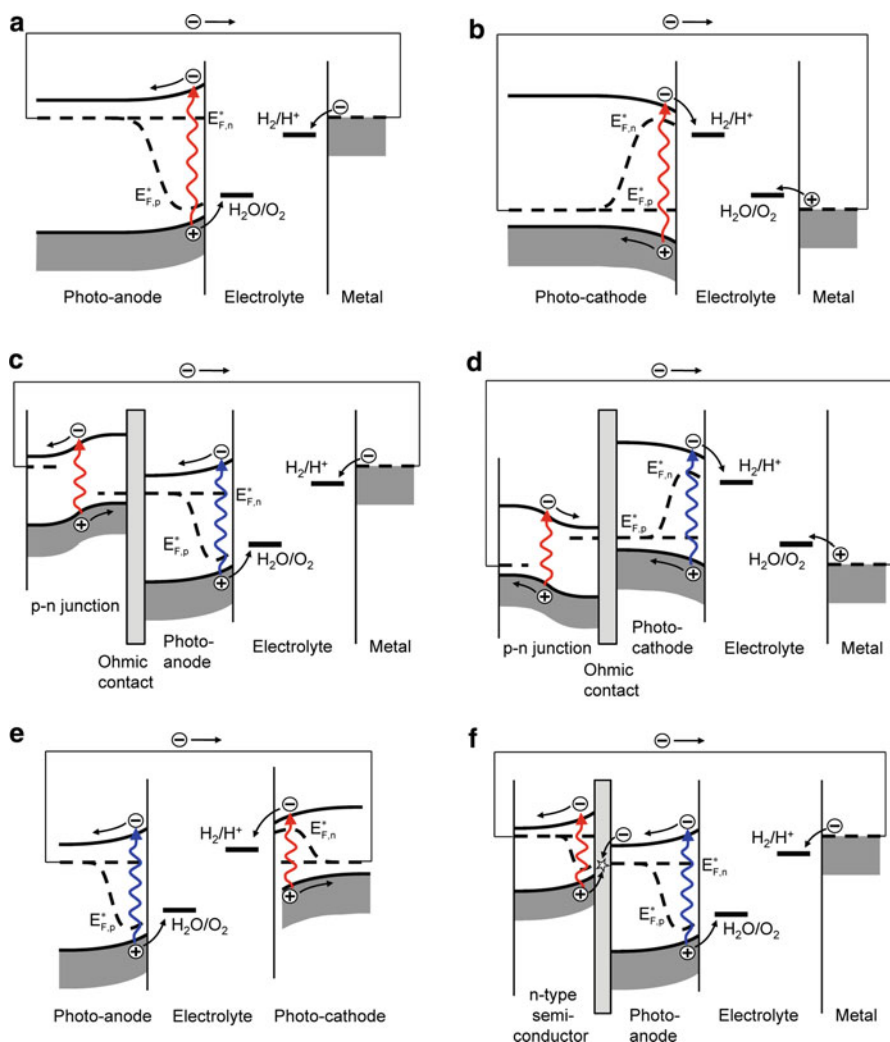 a
⊖ →
⊖
E*F,n
H₂/H⁺
⊖
E*F,p
H₂O/O₂
⊕
Photo-anode
Electrolyte
Metal
b
⊖ →
⊖
E*F,n
H₂/H⁺
E*F,p
H₂O/O₂
⊕
⊕
Photo-cathode
Electrolyte
Metal
c
⊖ →
⊖
⊖
H₂/H⁺
⊖
E*F,n
⊕
E*F,p
H₂O/O₂
⊕
p-n junction
Ohmic
contact
Photo-
anode
Electrolyte
Metal
d
⊖ →
⊖
E*F,n
H₂/H⁺
⊖
E*F,p
H₂O/O₂
⊕
⊕
⊕
p-n junction
Ohmic
contact
Photo-
cathode
Electrolyte
Metal
e
⊖ →
⊖
⊖
H₂/H⁺
E*F,n
E*F,p
H₂O/O₂
⊕
⊕
Photo-anode
Electrolyte
Photo-cathode
f
⊖ →
⊖
⊖
⊖
H₂/H⁺
⊖
E*F,n
⊕
E*F,p
H₂O/O₂
⊕
n-type
semi-
conductor
Photo-
anode
Electrolyte
Metal